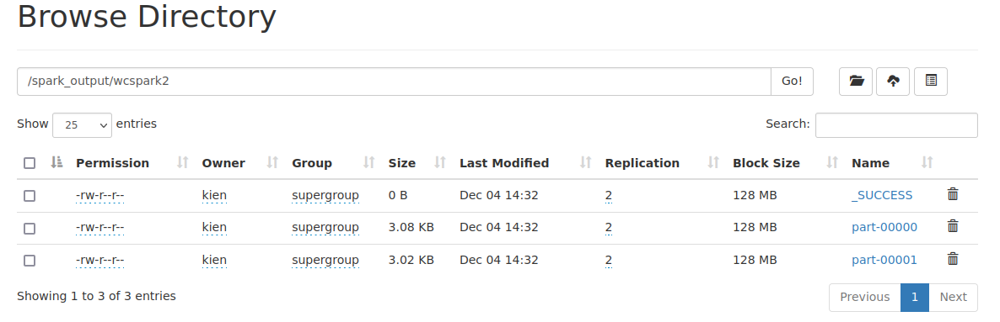 Browse Directory
/spark_output/wcspark2 Go!
Show 25 entries Search:
Permission Owner Group Size Last Modified Replication Block Size Name
-rw-r--r-- kien supergroup 0 B Dec 04 14:32 2 128 MB _SUCCESS
-rw-r--r-- kien supergroup 3.08 KB Dec 04 14:32 2 128 MB part-00000
-rw-r--r-- kien supergroup 3.02 KB Dec 04 14:32 2 128 MB part-00001
Showing 1 to 3 of 3 entries Previous 1 Next